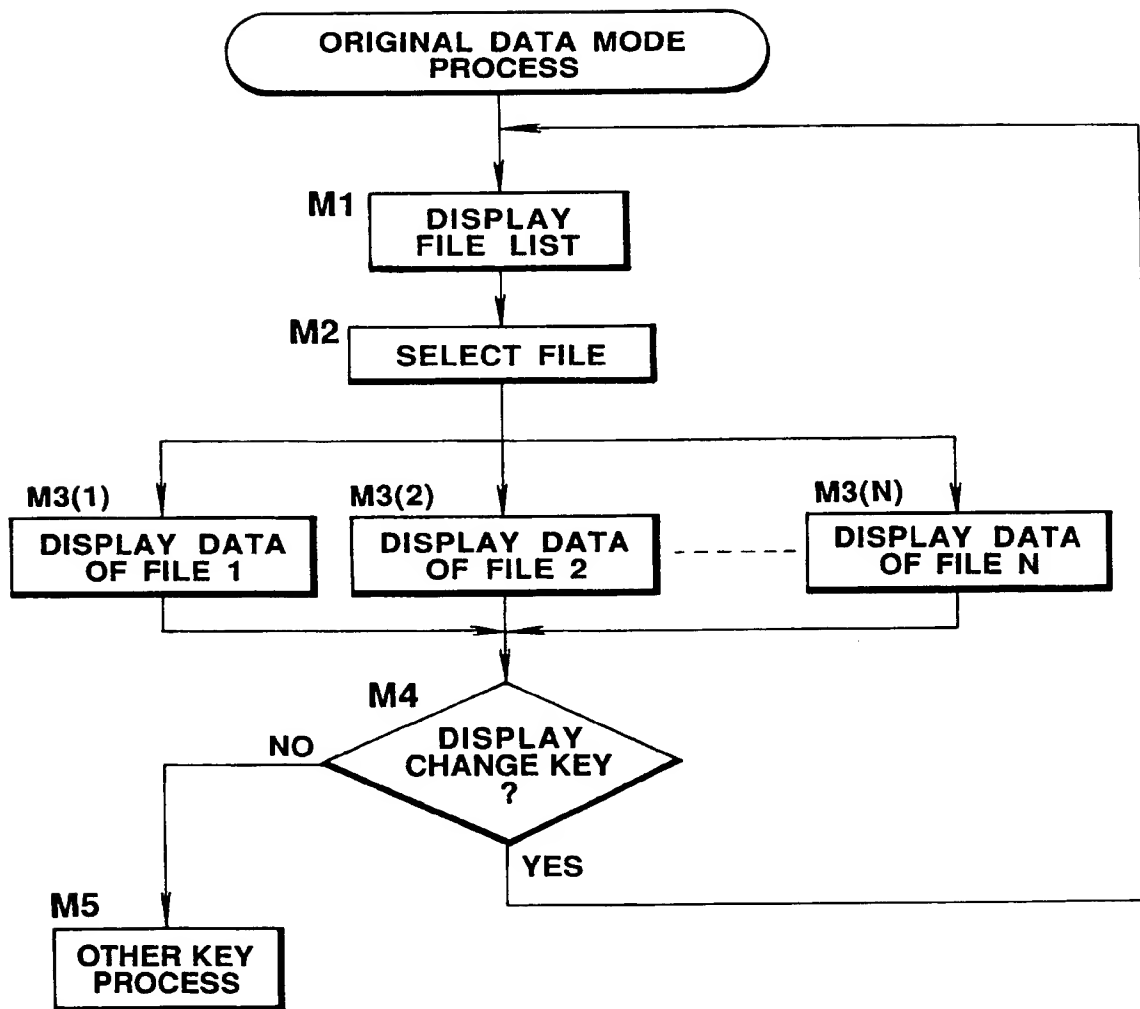 ORIGINAL DATA MODE
PROCESS
M1
DISPLAY
FILE LIST
M2
SELECT FILE
M3(1)
DISPLAY DATA
OF FILE 1
M3(2)
DISPLAY DATA
OF FILE 2
M3(N)
DISPLAY DATA
OF FILE N
M4
DISPLAY
CHANGE KEY
?
NO
YES
M5
OTHER KEY
PROCESS